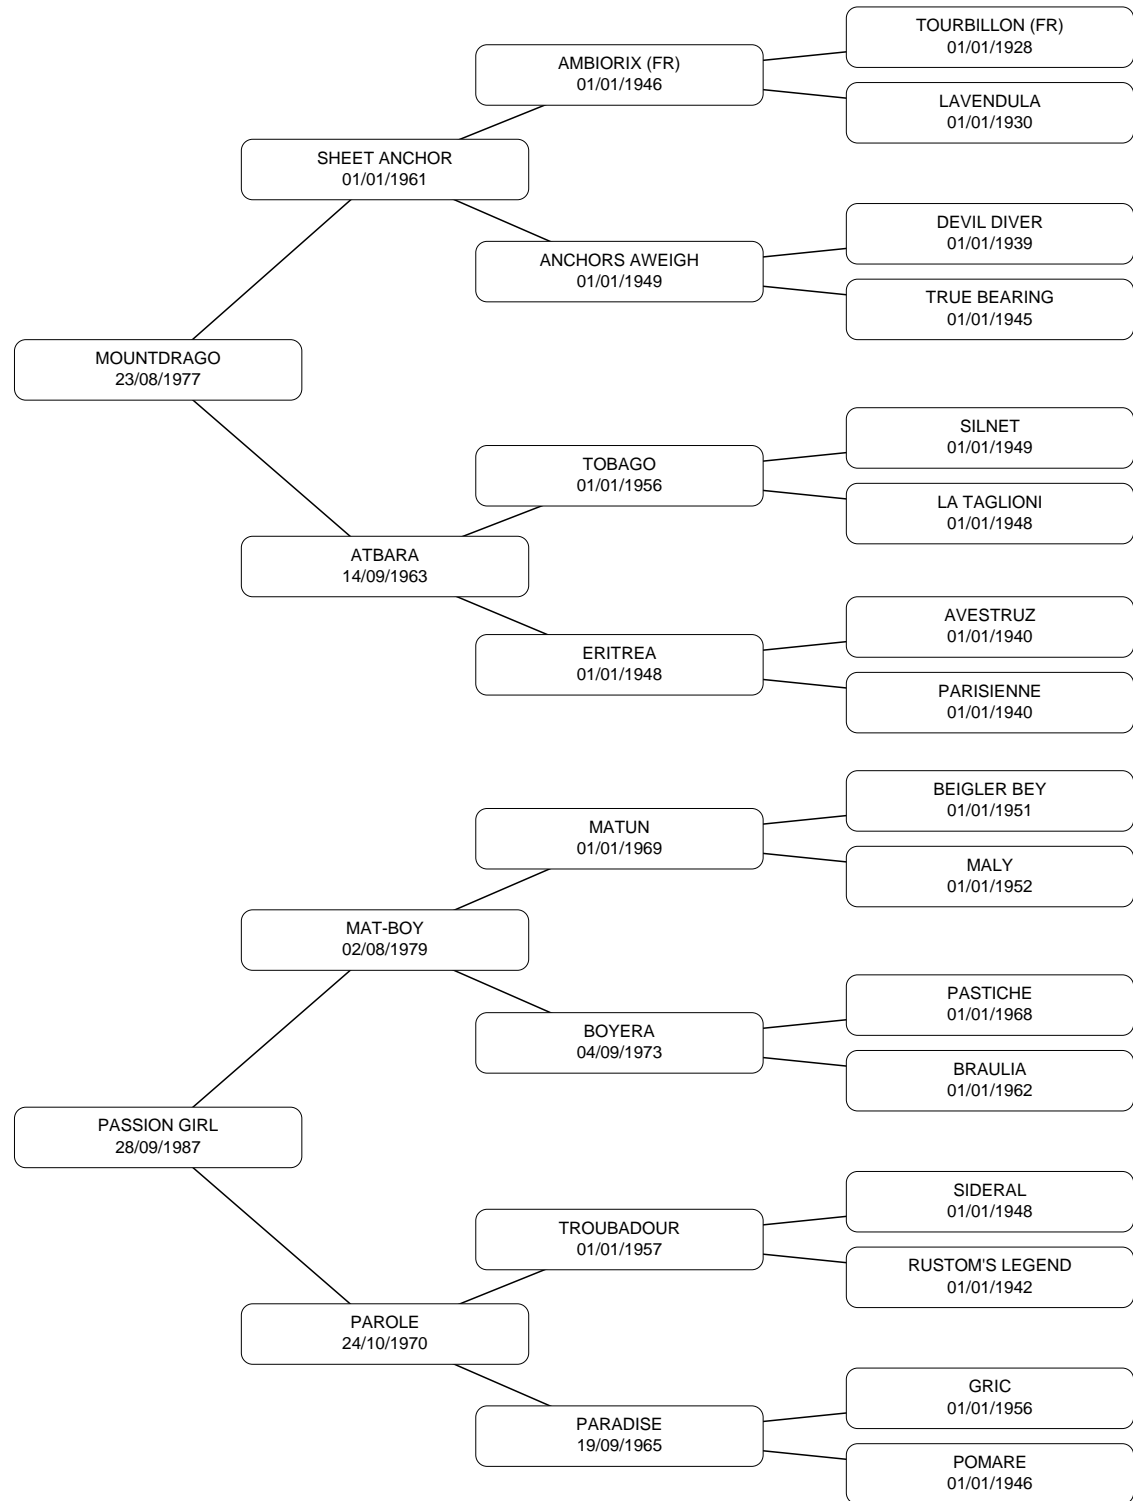 TOURBILLON (FR)
01/01/1928
AMBIORIX (FR)
01/01/1946
LAVENDULA
01/01/1930
SHEET ANCHOR
01/01/1961
DEVIL DIVER
01/01/1939
ANCHORS AWEIGH
01/01/1949
TRUE BEARING
01/01/1945
MOUNTDRAGO
23/08/1977
SILNET
01/01/1949
TOBAGO
01/01/1956
LA TAGLIONI
01/01/1948
ATBARA
14/09/1963
AVESTRUZ
01/01/1940
ERITREA
01/01/1948
PARISIENNE
01/01/1940
BEIGLER BEY
01/01/1951
MATUN
01/01/1969
MALY
01/01/1952
MAT-BOY
02/08/1979
PASTICHE
01/01/1968
BOYERA
04/09/1973
BRAULIA
01/01/1962
PASSION GIRL
28/09/1987
SIDERAL
01/01/1948
TROUBADOUR
01/01/1957
RUSTOM'S LEGEND
01/01/1942
PAROLE
24/10/1970
GRIC
01/01/1956
PARADISE
19/09/1965
POMARE
01/01/1946